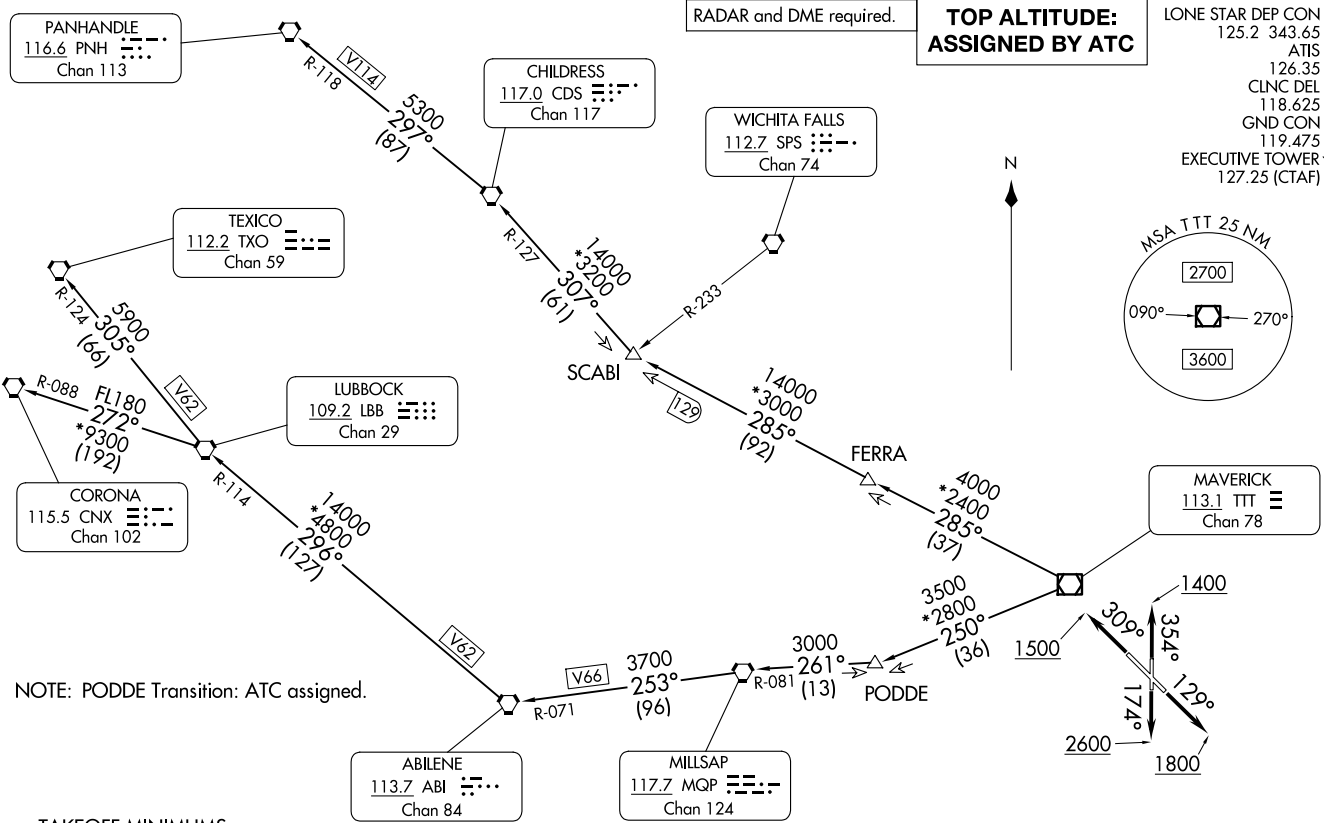 RADAR and DME required.
TOP ALTITUDE:
ASSIGNED BY ATC
LONE STAR DEP CON
125.2 343.65
ATIS
126.35
CLNC DEL
118.625
GND CON
119.475
EXECUTIVE TOWER
127.25 (CTAF)
PANHANDLE
116.6 PNH
Chan 113
R-118
V114
5300
297°
(87)
CHILDRESS
117.0 CDS
Chan 117
WICHITA FALLS
112.7 SPS
Chan 74
N
MSA TTT 25 NM
2700
090°
270°
3600
TEXICO
112.2 TXO
Chan 59
R-127
14000
*3200
307°
(61)
R-233
R-124
5900
305°
(66)
SCABI
129
14000
*3000
285°
(92)
R-088
FL180
272°
*9300
(192)
V62
LUBBOCK
109.2 LBB
Chan 29
FERRA
CORONA
115.5 CNX
Chan 102
R-114
14000
*4800
296°
(127)
4000
*2400
285°
(37)
MAVERICK
113.1 TTT
Chan 78
3500
*2800
250°
(36)
1400
1500
309°
354°
174°
129°
2600
1800
V62
NOTE: PODDE Transition: ATC assigned.
V66
3700
253°
(96)
R-071
3000
261°
(13)
R-081
PODDE
ABILENE
113.7 ABI
Chan 84
MILLSAP
117.7 MQP
Chan 124
TAKEOFF MINIMUMS